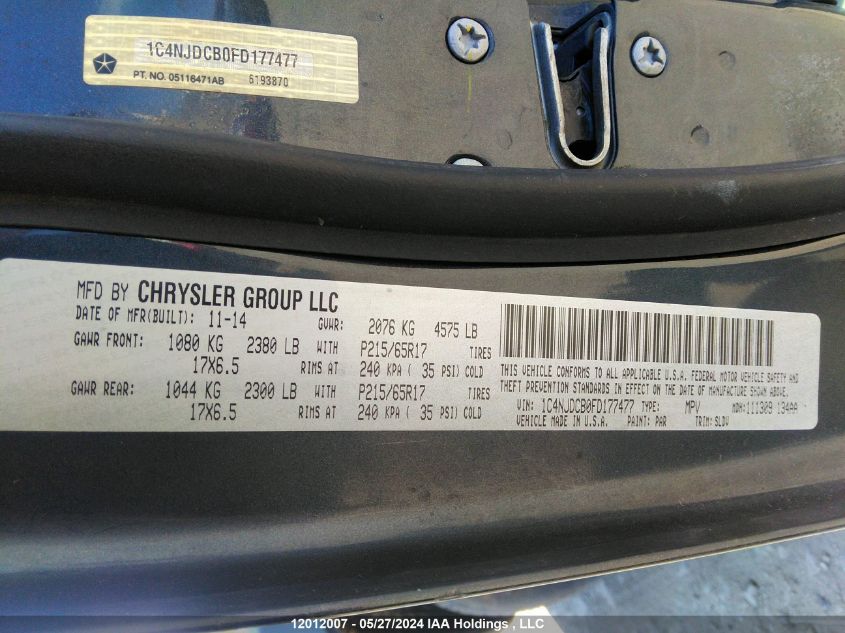 1C4NJDCB0FD177477
PT. NO. 05116471AB 6193870
MFD BY CHRYSLER GROUP LLC
DATE OF MFR(BUILT): 11-14 GVWR: 2076 KG 4575 LB
GAWR FRONT: 1080 KG 2380 LB WITH P215/65R17 TIRES
17X6.5 RIMS AT 240 KPA ( 35 PSI) COLD
GAWR REAR: 1044 KG 2300 LB WITH P215/65R17 TIRES
17X6.5 RIMS AT 240 KPA ( 35 PSI) COLD
THIS VEHICLE CONFORMS TO ALL APPLICABLE U.S.A. FEDERAL MOTOR VEHICLE SAFETY AND
THEFT PREVENTION STANDARDS IN EFFECT ON THE DATE OF MANUFACTURE SHOWN ABOVE.
VIN: 1C4NJDCB0FD177477 TYPE: MPV MDH:111309 134AA
VEHICLE MADE IN U.S.A. PAINT: PAR TRIM: SLDV
12012007 - 05/27/2024 IAA Holdings , LLC